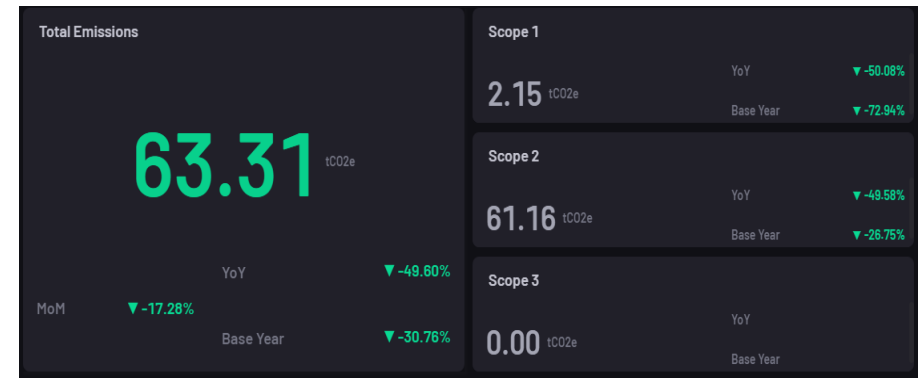 Total Emissions
63.31 tCO2e
YoY ▼ -49.60%
MoM ▼ -17.28%
Base Year ▼ -30.76%
Scope 1
2.15 tCO2e
YoY ▼ -50.08%
Base Year ▼ -72.94%
Scope 2
61.16 tCO2e
YoY ▼ -49.58%
Base Year ▼ -26.75%
Scope 3
0.00 tCO2e
YoY
Base Year